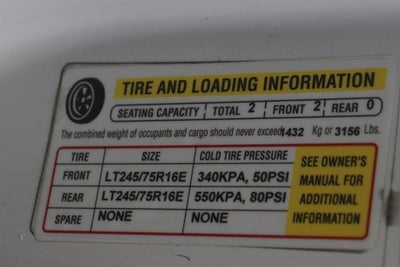 TIRE AND LOADING INFORMATION
SEATING CAPACITY TOTAL 2 FRONT 2 REAR 0
The combined weight of occupants and cargo should never exceed 1432 Kg or 3156 Lbs.
TIRE SIZE COLD TIRE PRESSURE
FRONT LT245/75R16E 340KPA, 50PSI
REAR LT245/75R16E 550KPA, 80PSI
SPARE NONE NONE
SEE OWNER'S
MANUAL FOR
ADDITIONAL
INFORMATION